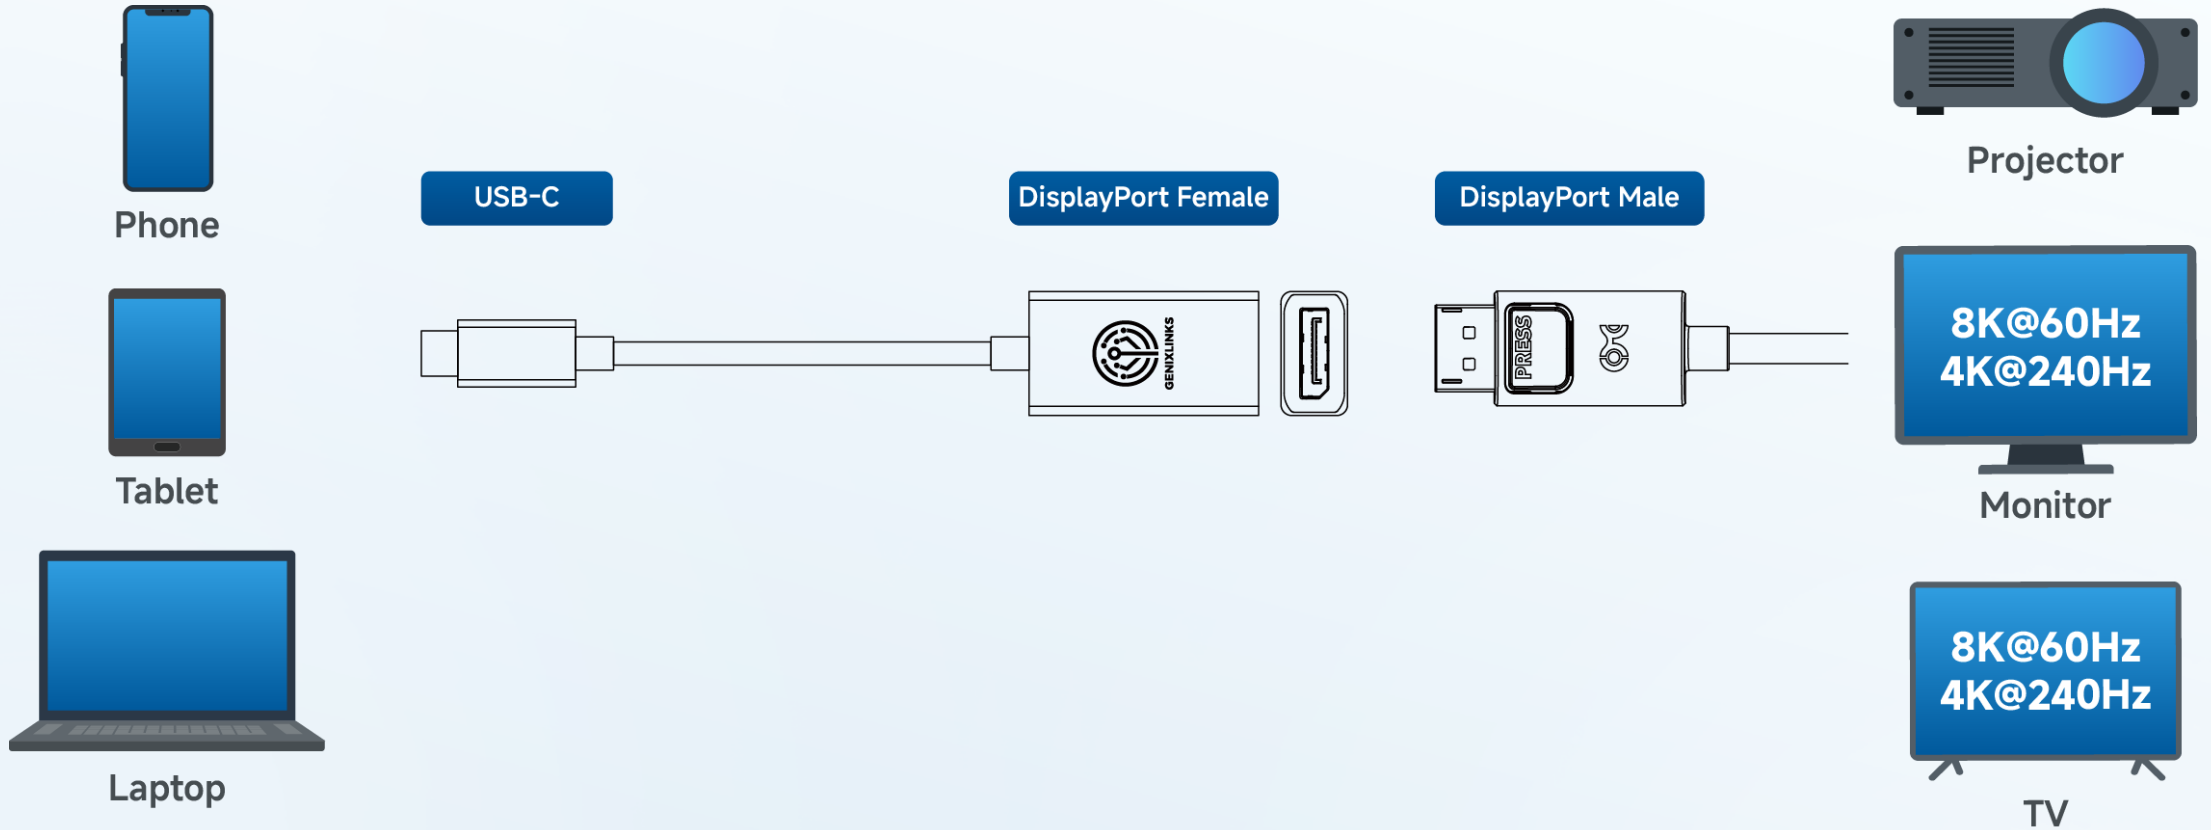 Phone
Tablet
Laptop
USB-C
DisplayPort Female
DisplayPort Male
GENIXLINKS
PRESS
Projector
8K@60Hz
4K@240Hz
Monitor
8K@60Hz
4K@240Hz
TV